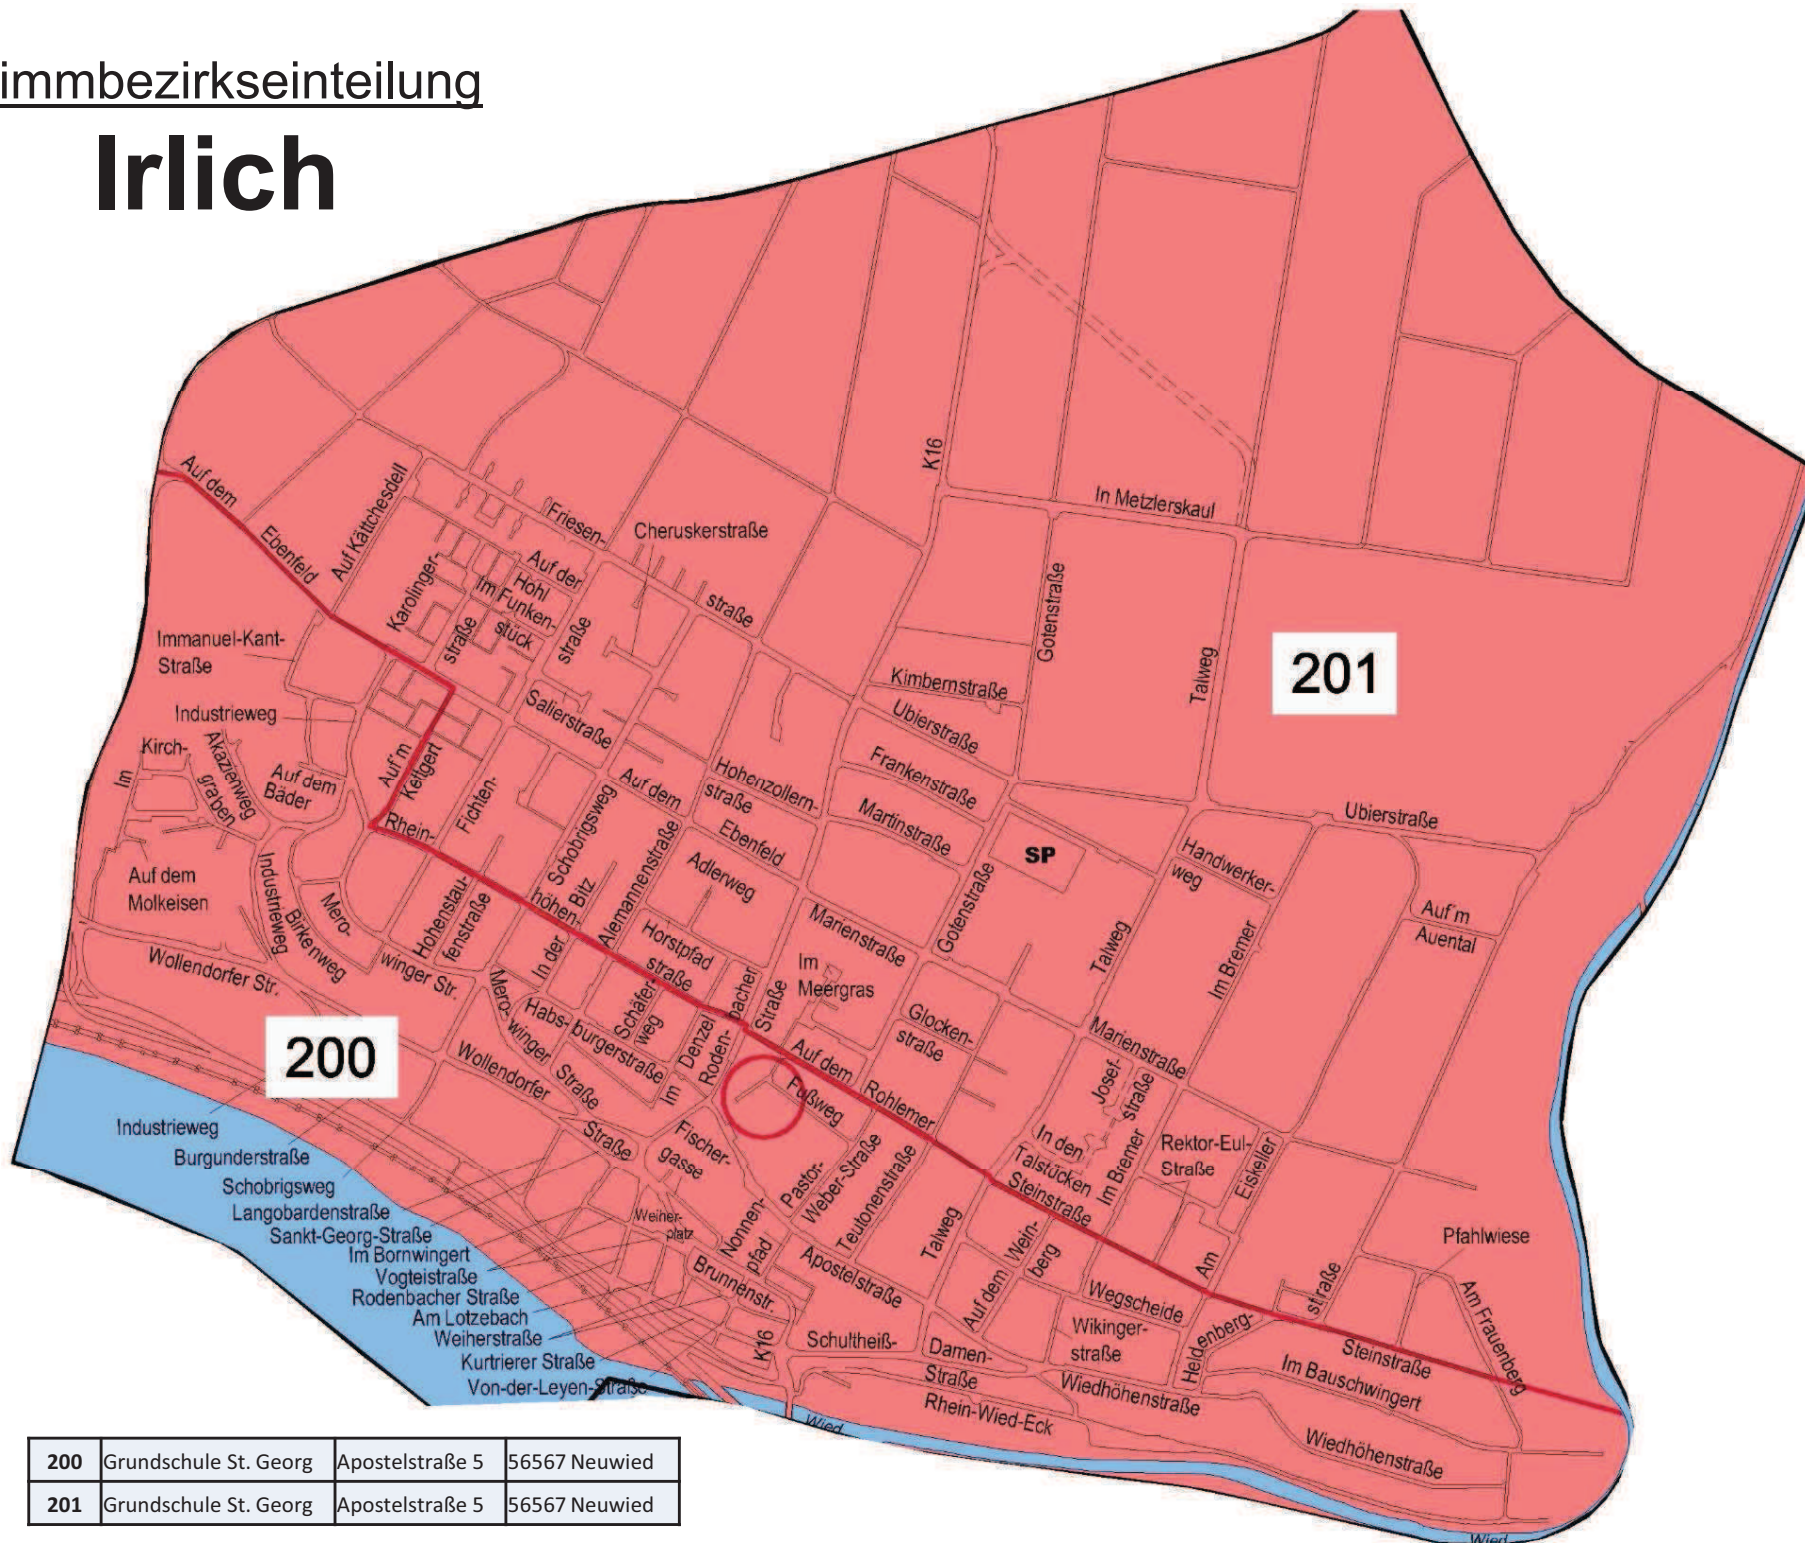 immbezirkseinteilung
Irlich
Auf dem
Ebenfeld
Auf Kättchesdell
Friesen-
straße
Cheruskerstraße
K16
In Metzlerskaul
Karolinger-
straße
Auf der
Höhl
Im Funken-
stück
straße
Gotenstraße
Talweg
201
Immanuel-Kant-
Straße
Industrieweg
Kimbernstraße
Ubierstraße
Salierstraße
Im
Kirch-
graben
Akazienweg
Auf dem
Bäder
Auf'm
Kettgert
Fichten-
Rhein-
höhen-
straße
Schobrigsweg
Auf dem
Ebenfeld
Hohenzollern-
straße
Frankenstraße
Martinstraße
Ubierstraße
SP
Handwerker-
weg
Auf dem
Molkeisen
Industrieweg
Birkenweg
Mero-
winger Str.
Hohenstau-
fenstraße
In der
Bitz
Alemannenstraße
Adlerweg
Horstpfad
Marienstraße
Gotenstraße
Talweg
Im Bremer
Auf'm
Auental
Wollendorfer Str.
Mero-
winger
Straße
Habs-
burgerstraße
Schäfer-
weg
Im
Denzel
Roden-
bacher
Straße
Im
Meergras
Glocken-
straße
Marienstraße
200
Wollendorfer
Straße
Auf dem
Rohlemer
Fußweg
Josef-
straße
In den
Talstücken
Im Bremer
Rektor-Eul-
Straße
Eiskeller
Am
Fischer-
gasse
Pastor-
Weber-Straße
Teutonenstraße
Steinstraße
Talweg
Industrieweg
Burgunderstraße
Schobrigsweg
Langobardenstraße
Sankt-Georg-Straße
Im Bornwingert
Vogteistraße
Rodenbacher Straße
Am Lotzebach
Weiherstraße
Kurtrierer Straße
Von-der-Leyen-Straße
Weiher-
platz
Nonnen-
pfad
Brunnenstr.
Apostelstraße
Auf dem
Wein-
berg
Wegscheide
Heidenberg-
straße
Pfahlwiese
Am Frauenberg
K16
Schultheiß-
Damen-
Straße
Wikinger-
straße
Steinstraße
Im Bauschwingert
Wiedhöhenstraße
Rhein-Wied-Eck
Wiedhöhenstraße
Wied
Wied
200 Grundschule St. Georg Apostelstraße 5 56567 Neuwied
201 Grundschule St. Georg Apostelstraße 5 56567 Neuwied